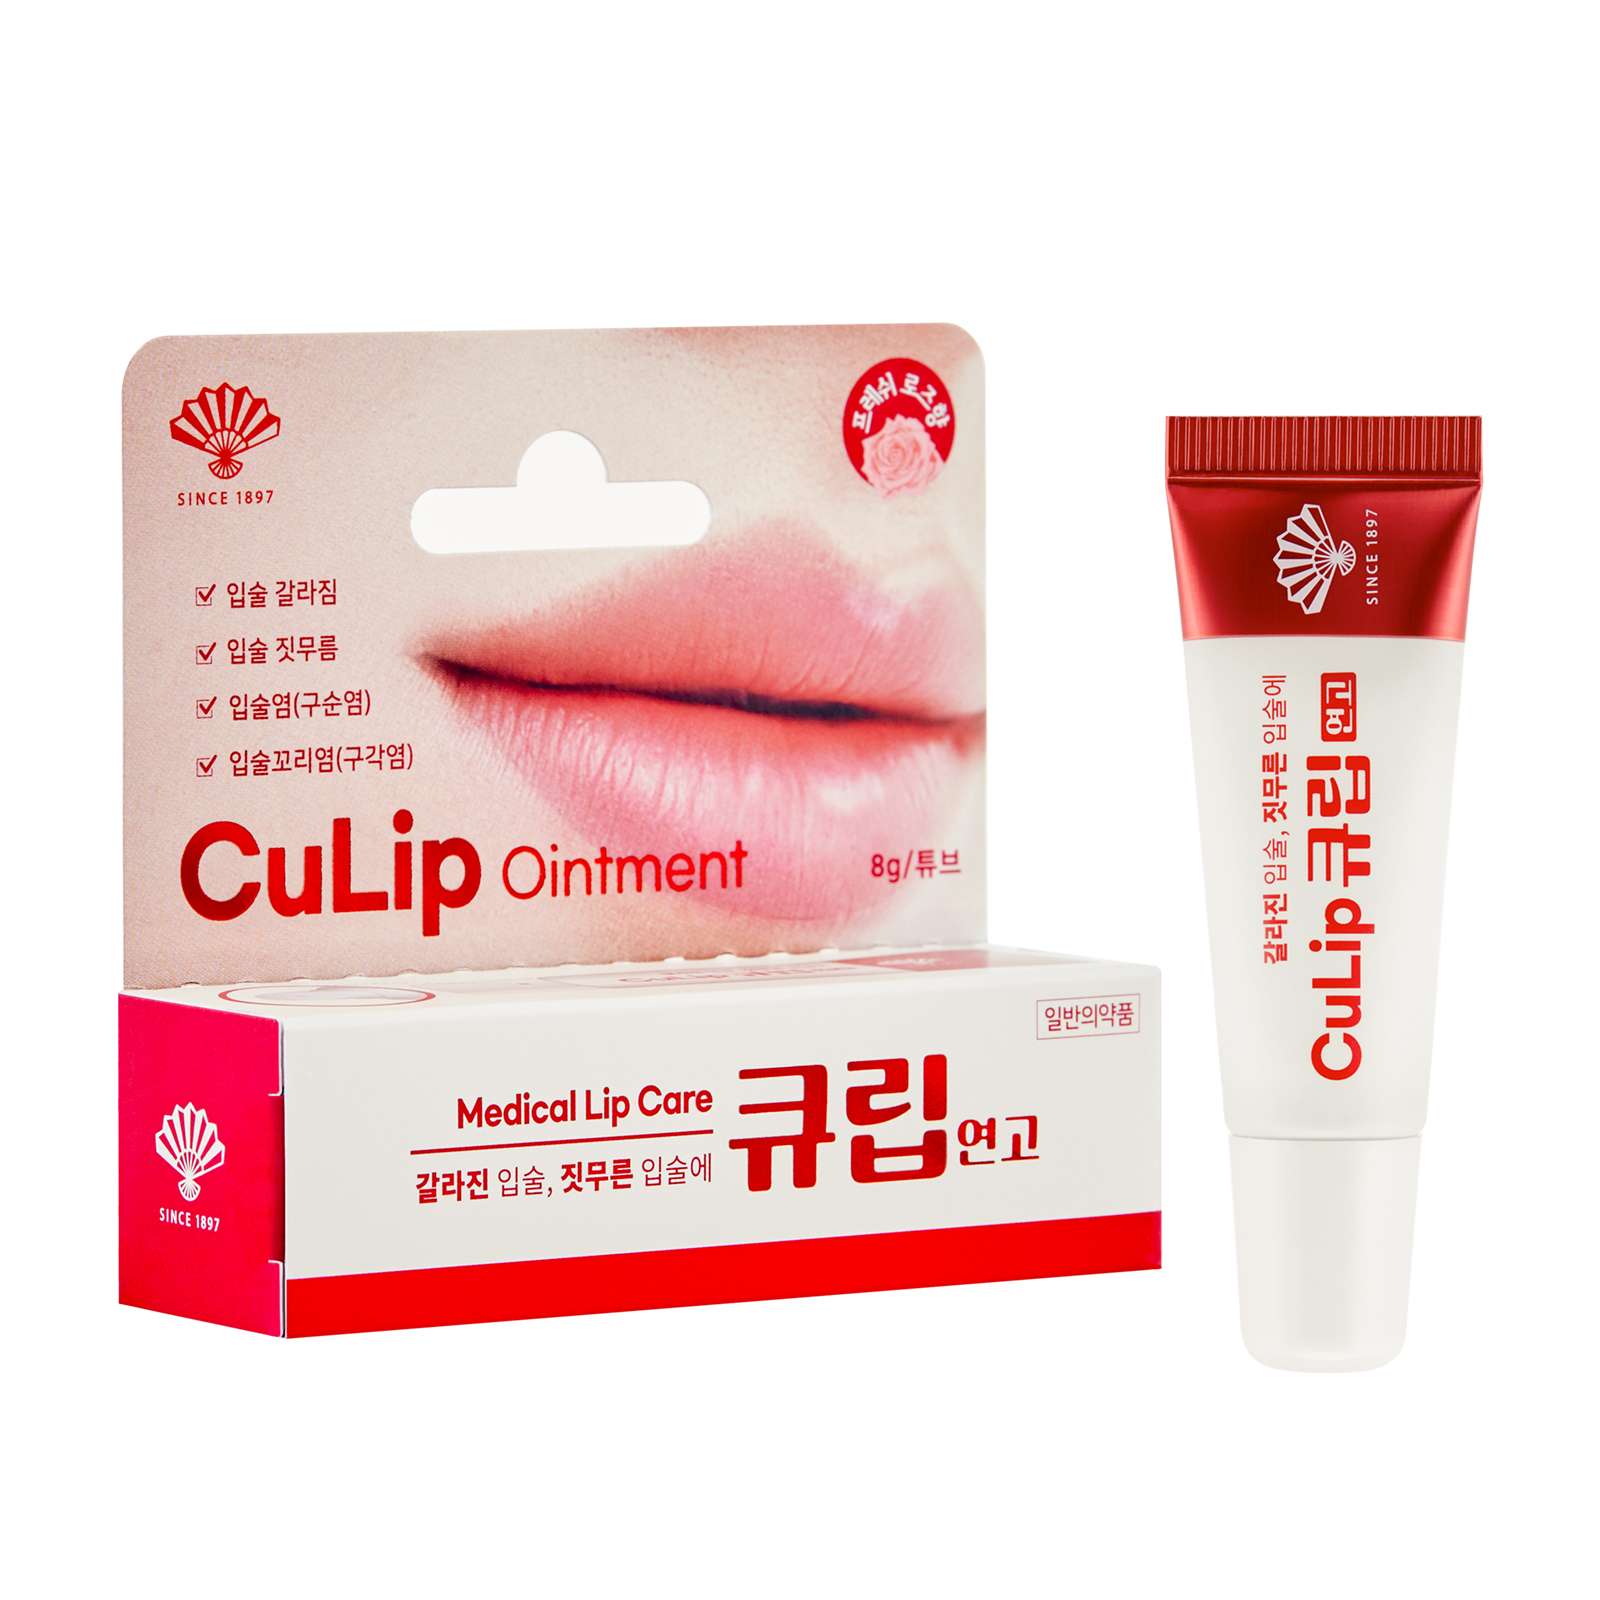 SINCE 1897
프레쉬 로즈향
입술 갈라짐
입술 짓무름
입술염(구순염)
입술꼬리염(구각염)
CuLip Ointment
8g/튜브
일반의약품
Medical Lip Care
갈라진 입술, 짓무른 입술에
큐립연고
SINCE 1897
SINCE 1897
갈라진 입술, 짓무른 입술에
CuLip 큐립 연고